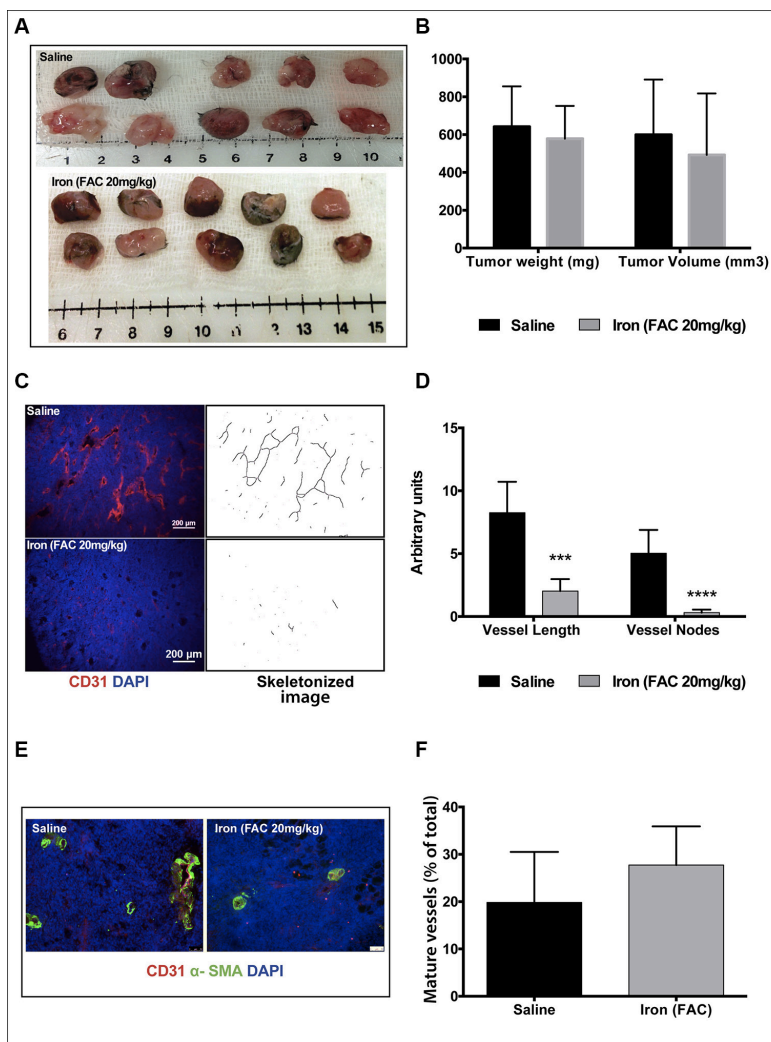 A
Saline
1 2 3 4 5 6 7 8 9 10
Iron (FAC 20mg/kg)
6 7 8 9 10 11 13 14 15
B
1000
800
600
400
200
0
Tumor weight (mg) Tumor Volume (mm3)
Saline Iron (FAC 20mg/kg)
C
Saline
200 µm
Iron (FAC 20mg/kg)
200 µm
CD31 DAPI
Skeletonized
image
D
Arbitrary units
15
10
5
0
***
****
Vessel Length Vessel Nodes
Saline Iron (FAC 20mg/kg)
E
Saline
Iron (FAC 20mg/kg)
CD31 α- SMA DAPI
F
Mature vessels (% of total)
40
30
20
10
0
Saline Iron (FAC)